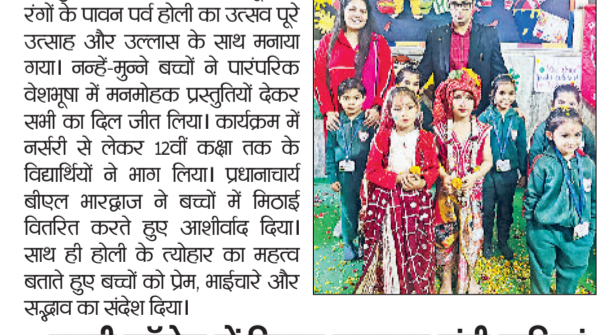 रंगों के पावन पर्व होली का उत्सव पूरे
उत्साह और उल्लास के साथ मनाया
गया। नन्हें-मुन्ने बच्चों ने पारंपरिक
वेशभूषा में मनमोहक प्रस्तुतियों देकर
सभी का दिल जीत लिया। कार्यक्रम में
नर्सरी से लेकर 12वीं कक्षा तक के
विद्यार्थियों ने भाग लिया। प्रधानाचार्य
बीएल भारद्वाज ने बच्चों में मिठाई
वितरित करते हुए आशीर्वाद दिया।
साथ ही होली के त्योहार का महत्व
बताते हुए बच्चों को प्रेम, भाईचारे और
सद्भाव का संदेश दिया।